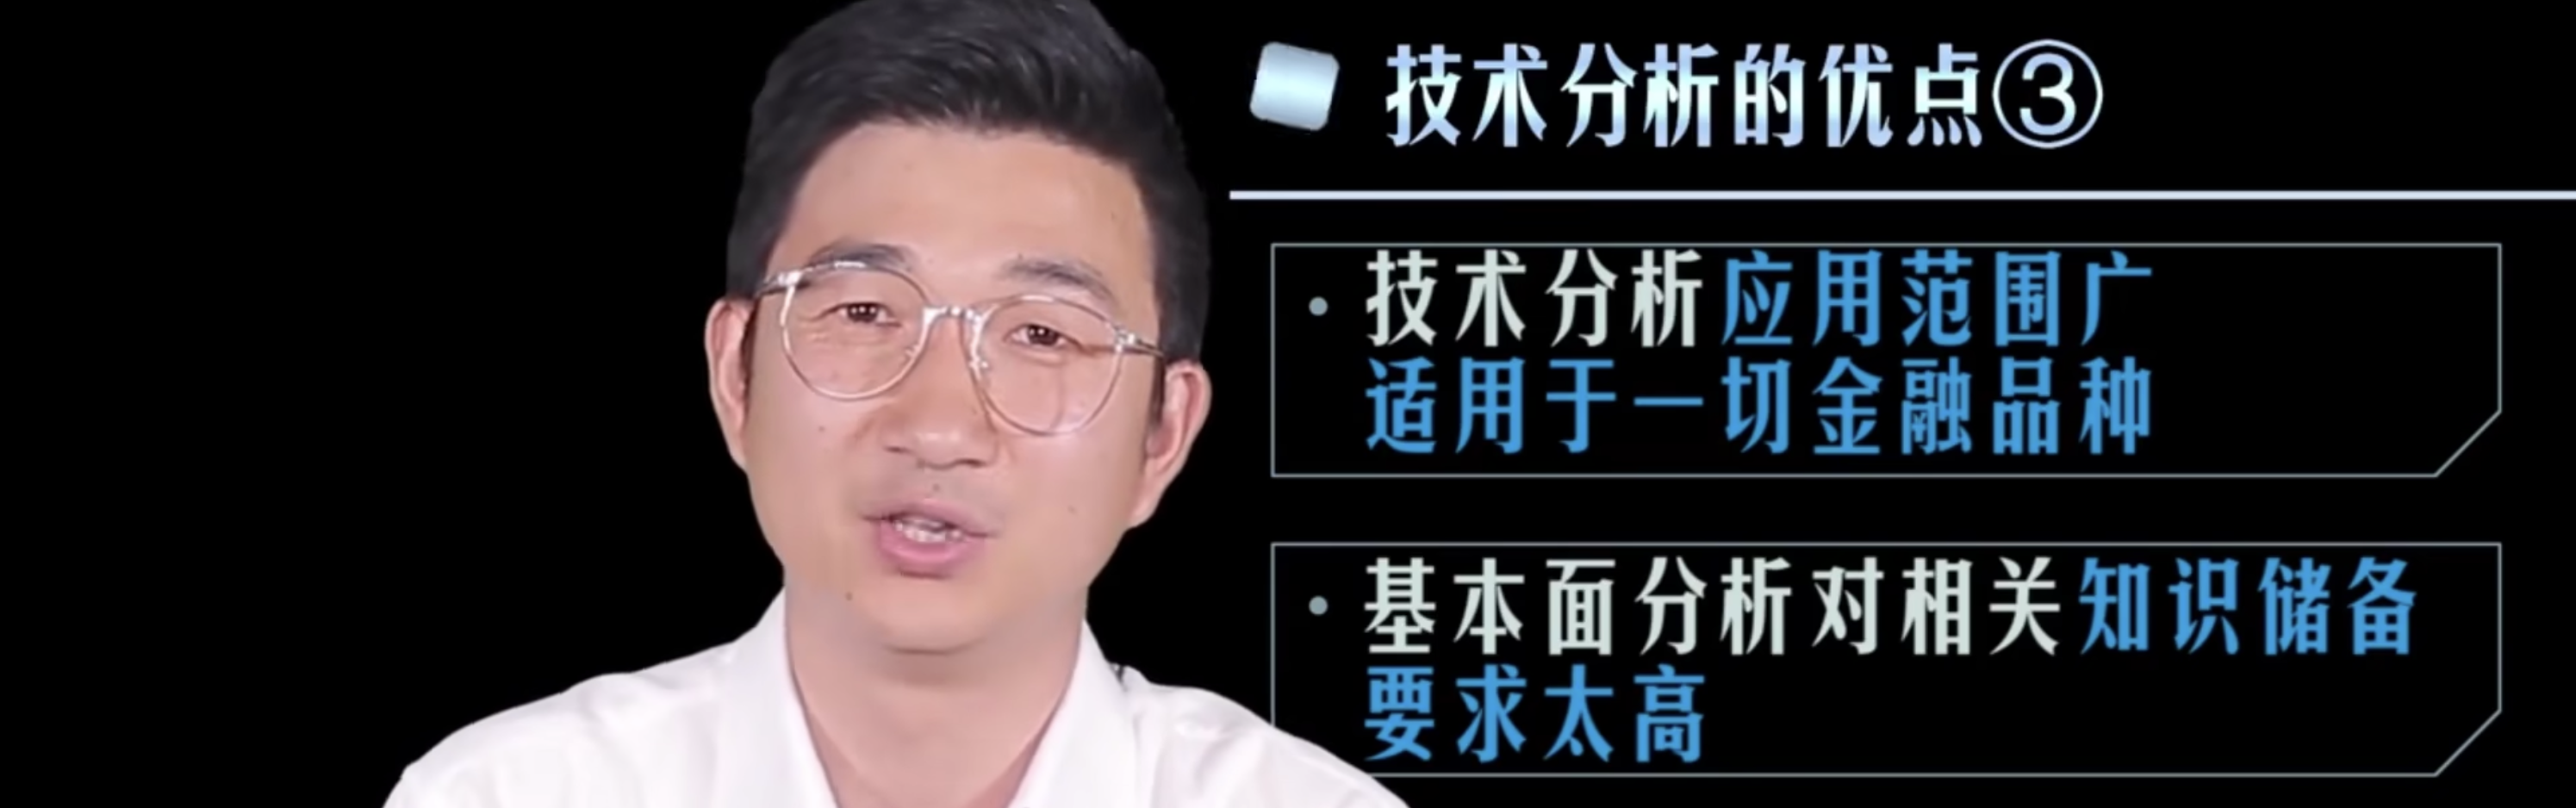 技术分析的优点③
技术分析应用范围广
适用于一切金融品种
基本面分析对相关知识储备
要求太高